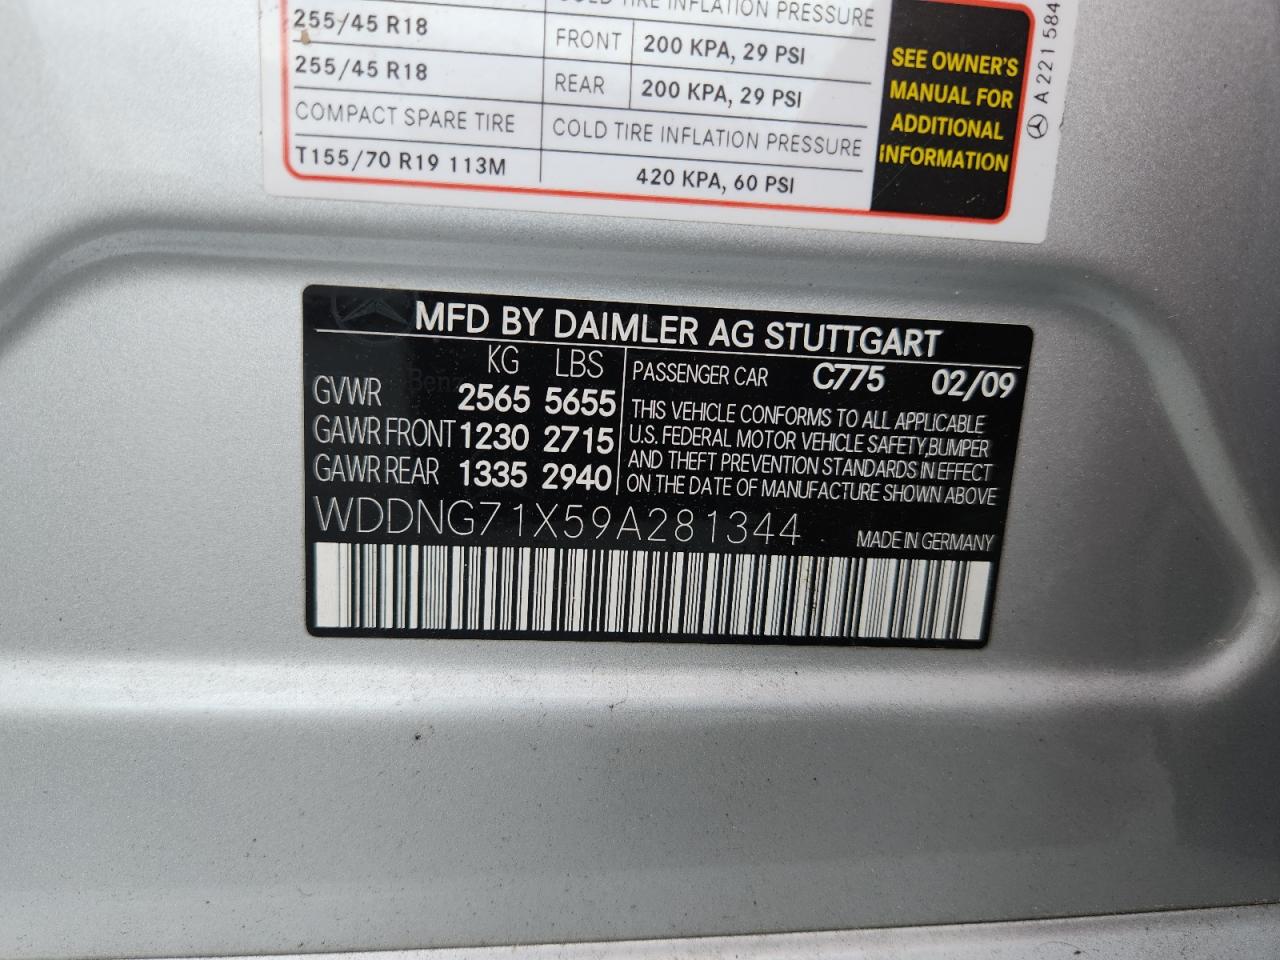 COLD TIRE INFLATION PRESSURE
255/45 R18 FRONT 200 KPA, 29 PSI
255/45 R18 REAR 200 KPA, 29 PSI
COMPACT SPARE TIRE COLD TIRE INFLATION PRESSURE
T155/70 R19 113M 420 KPA, 60 PSI
SEE OWNER'S
MANUAL FOR
ADDITIONAL
INFORMATION
A 221 584
MFD BY DAIMLER AG STUTTGART
KG LBS
GVWR 2565 5655
GAWR FRONT 1230 2715
GAWR REAR 1335 2940
PASSENGER CAR C775 02/09
THIS VEHICLE CONFORMS TO ALL APPLICABLE
U.S. FEDERAL MOTOR VEHICLE SAFETY,BUMPER
AND THEFT PREVENTION STANDARDS IN EFFECT
ON THE DATE OF MANUFACTURE SHOWN ABOVE
WDDNG71X59A281344
MADE IN GERMANY